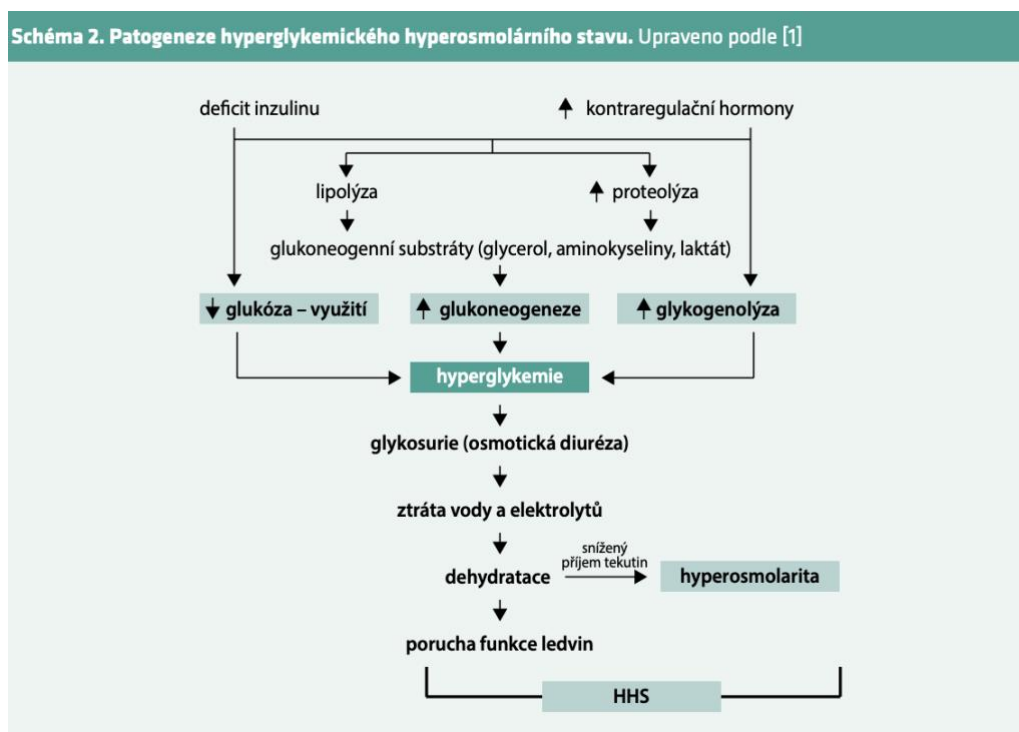 Schéma 2. Patogeneze hyperglykemického hyperosmolárního stavu. Upraveno podle [1]
deficit inzulinu
↑ kontraregulační hormony
lipolýza
↑ proteolýza
glukoneogenní substráty (glycerol, aminokyseliny, laktát)
↓ glukóza – využití
↑ glukoneogeneze
↑ glykogenolýza
hyperglykemie
glykosurie (osmotická diuréza)
ztráta vody a elektrolytů
snížený
příjem tekutin
dehydratace
hyperosmolarita
porucha funkce ledvin
HHS